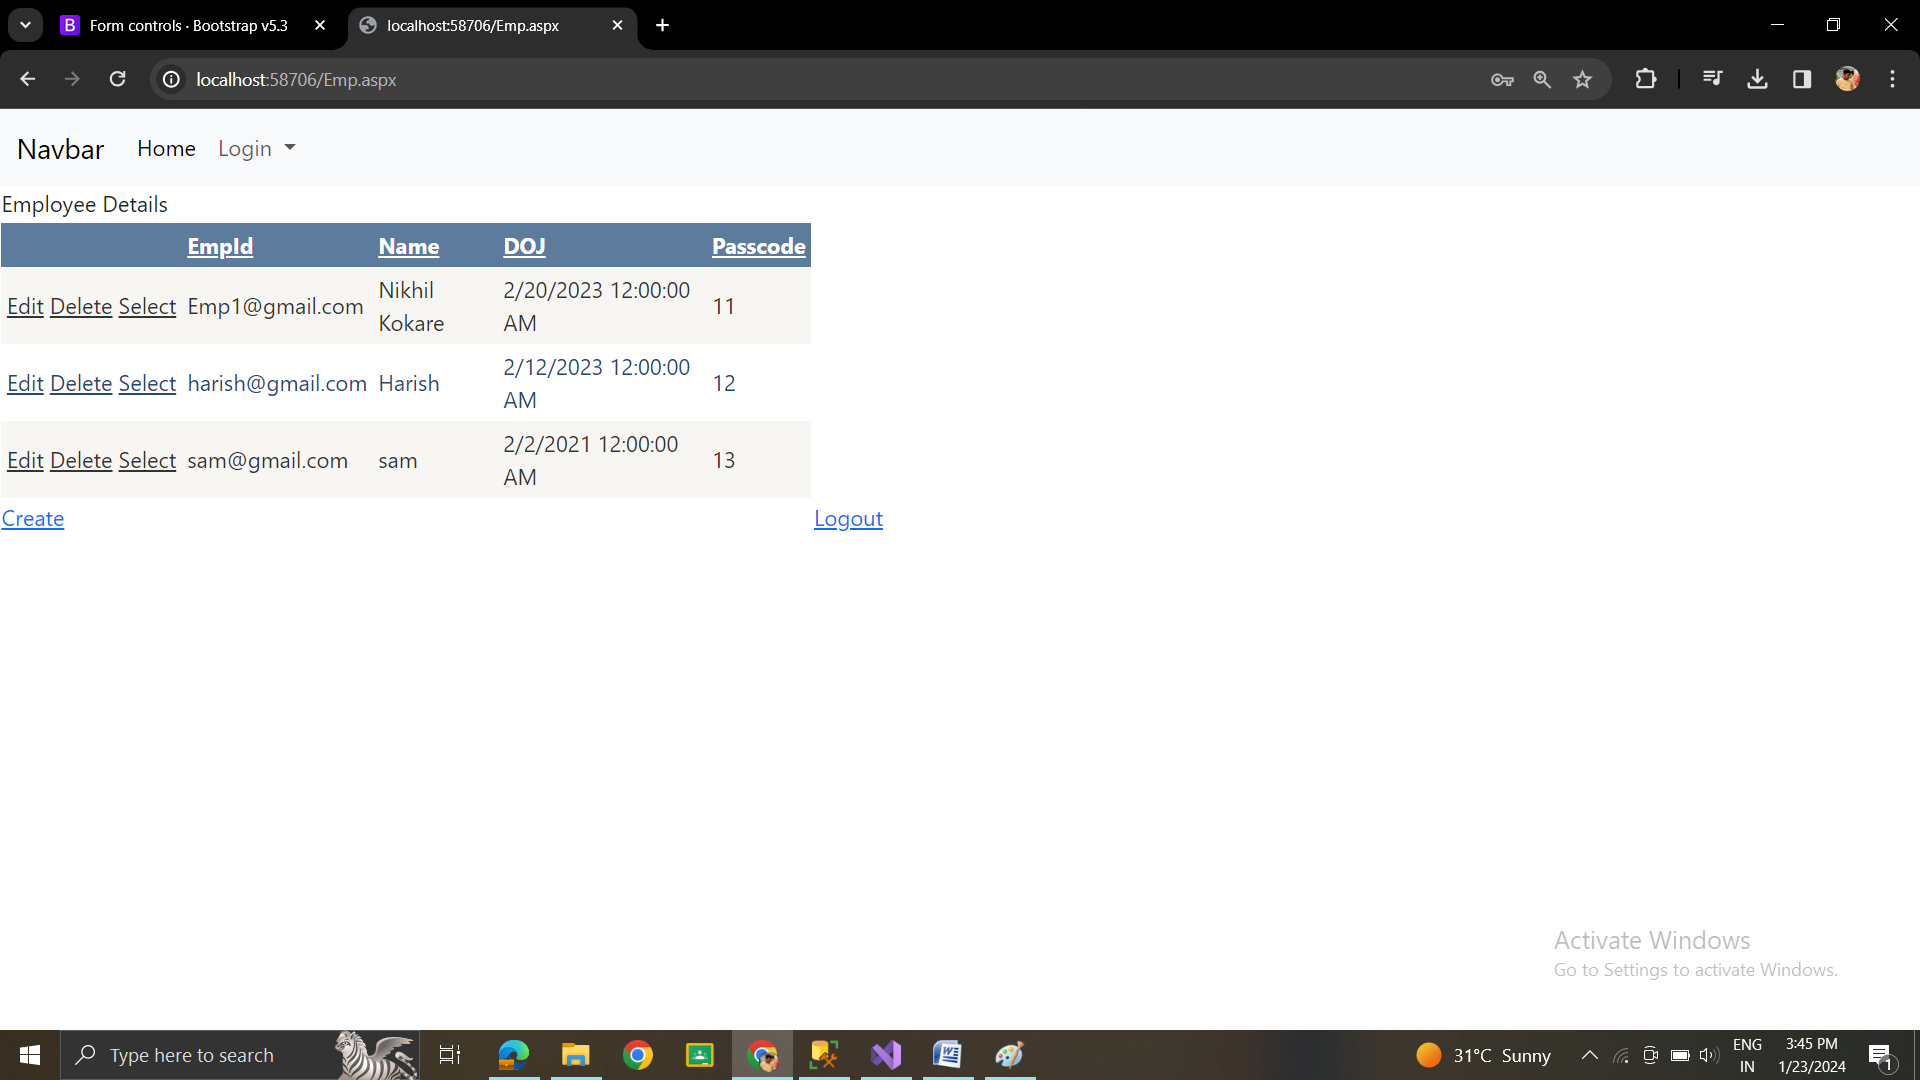 Form controls · Bootstrap v5.3
localhost:58706/Emp.aspx
localhost:58706/Emp.aspx
Navbar Home Login
Employee Details
EmpId Name DOJ Passcode
Edit Delete Select Emp1@gmail.com Nikhil Kokare 2/20/2023 12:00:00 AM 11
Edit Delete Select harish@gmail.com Harish 2/12/2023 12:00:00 AM 12
Edit Delete Select sam@gmail.com sam 2/2/2021 12:00:00 AM 13
Create Logout
Activate Windows
Go to Settings to activate Windows.
Type here to search
31°C Sunny
ENG
IN
3:45 PM
1/23/2024
1